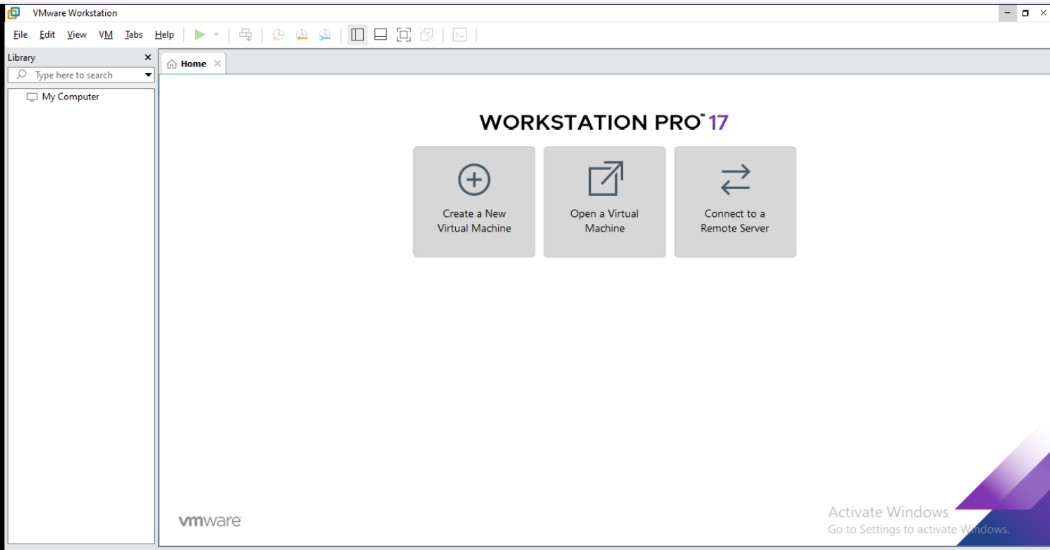 VMware Workstation
File Edit View VM Tabs Help
Library
Type here to search
My Computer
Home
WORKSTATION PRO™ 17
Create a New
Virtual Machine
Open a Virtual
Machine
Connect to a
Remote Server
vmware
Activate Windows
Go to Settings to activate Windows.